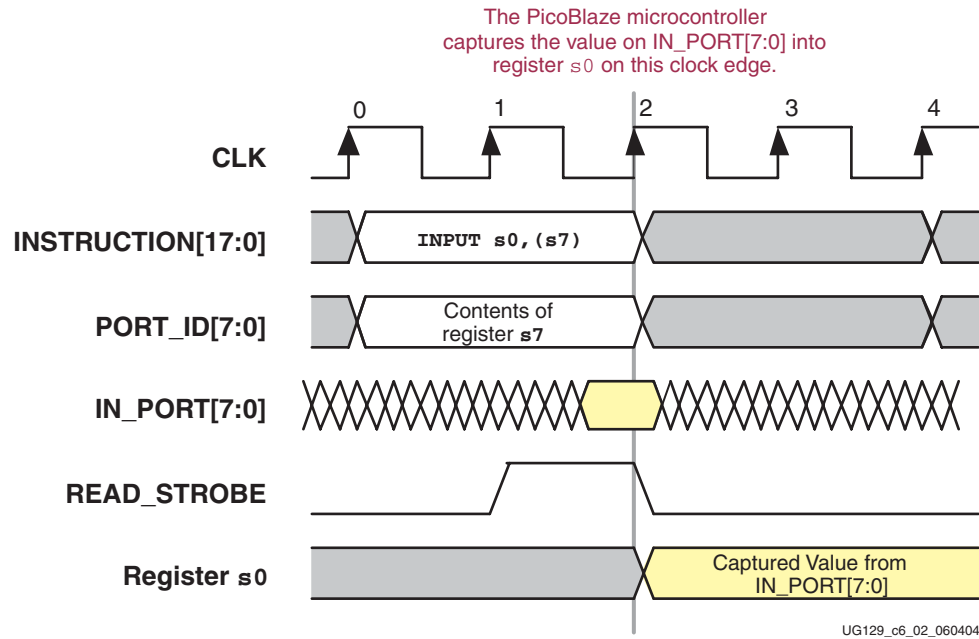 The PicoBlaze microcontroller
captures the value on IN_PORT[7:0] into
register s0 on this clock edge.
0 1 2 3 4
CLK
INSTRUCTION[17:0]
INPUT s0,(s7)
PORT_ID[7:0]
Contents of
register s7
IN_PORT[7:0]
READ_STROBE
Register s0
Captured Value from
IN_PORT[7:0]
UG129_c6_02_060404